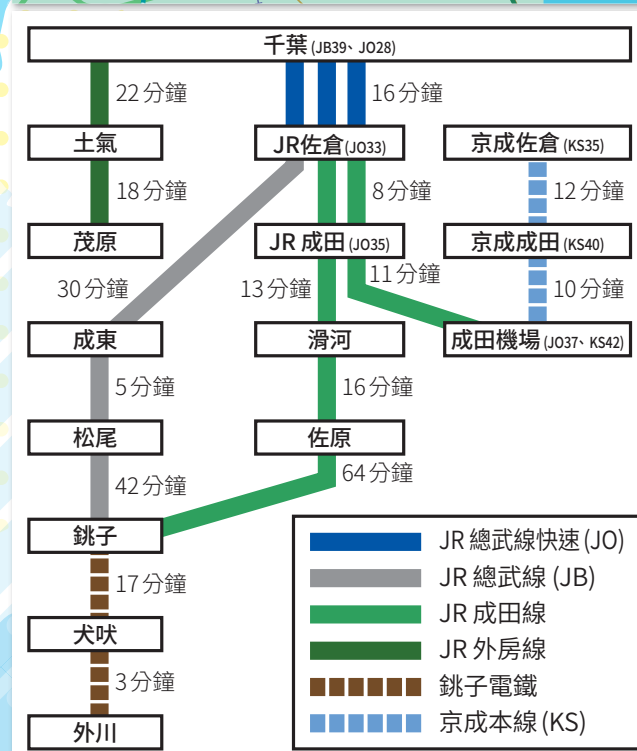 千葉 (JB39、JO28)
22分鐘
16分鐘
土氣
JR佐倉 (JO33)
京成佐倉 (KS35)
18分鐘
8分鐘
12分鐘
茂原
JR 成田 (JO35)
京成成田 (KS40)
30分鐘
13分鐘
11分鐘
10分鐘
成東
滑河
成田機場 (JO37、KS42)
5分鐘
16分鐘
松尾
佐原
42分鐘
64分鐘
銚子
17分鐘
犬吠
3分鐘
外川
JR 總武線快速 (JO)
JR 總武線 (JB)
JR 成田線
JR 外房線
銚子電鐵
京成本線 (KS)